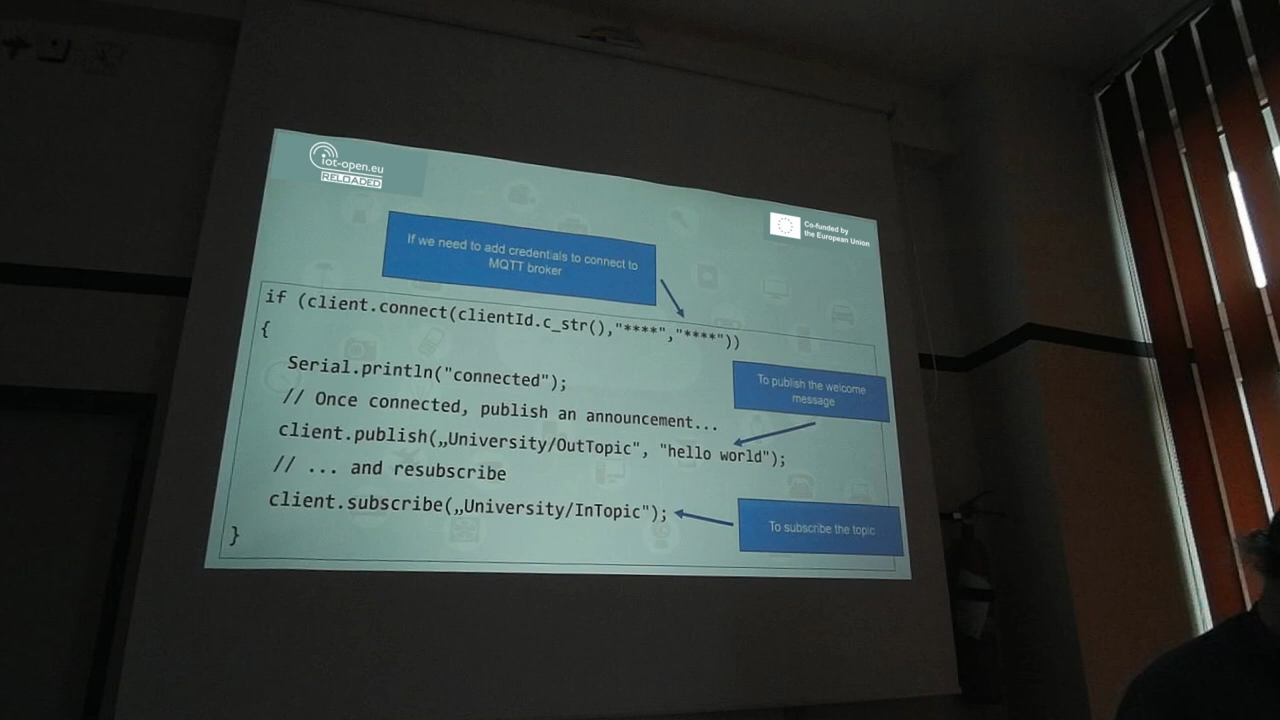 iot-open.eu
RELOADED
Co-funded by
the European Union
If we need to add credentials to connect to
MQTT broker
if (client.connect(clientId.c_str(),"****","****"))
{
Serial.println("connected");
To publish the welcome
message
// Once connected, publish an announcement...
client.publish(„University/OutTopic", "hello world");
// ... and resubscribe
client.subscribe(„University/InTopic");
To subscribe the topic
}